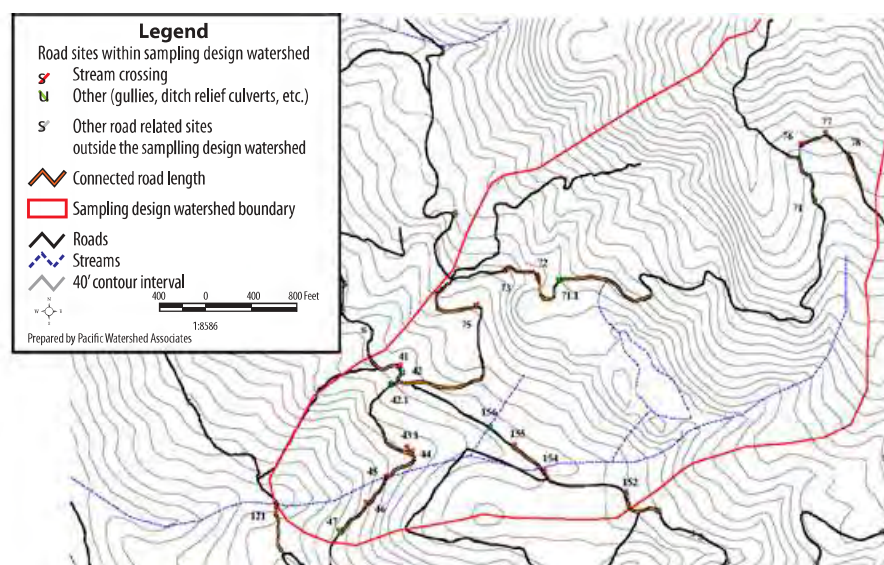 Legend
Road sites within sampling design watershed
Stream crossing
Other (gullies, ditch relief culverts, etc.)
Other road related sites
outside the samplling design watershed
Connected road length
Sampling design watershed boundary
Roads
Streams
40' contour interval
N
W E
S
400 0 400 800 Feet
1:8586
Prepared by Pacific Watershed Associates
77
76
78
72
73
71.1
75
41
42
42.1
156
155
43.1
44
45
154
152
46
47
121